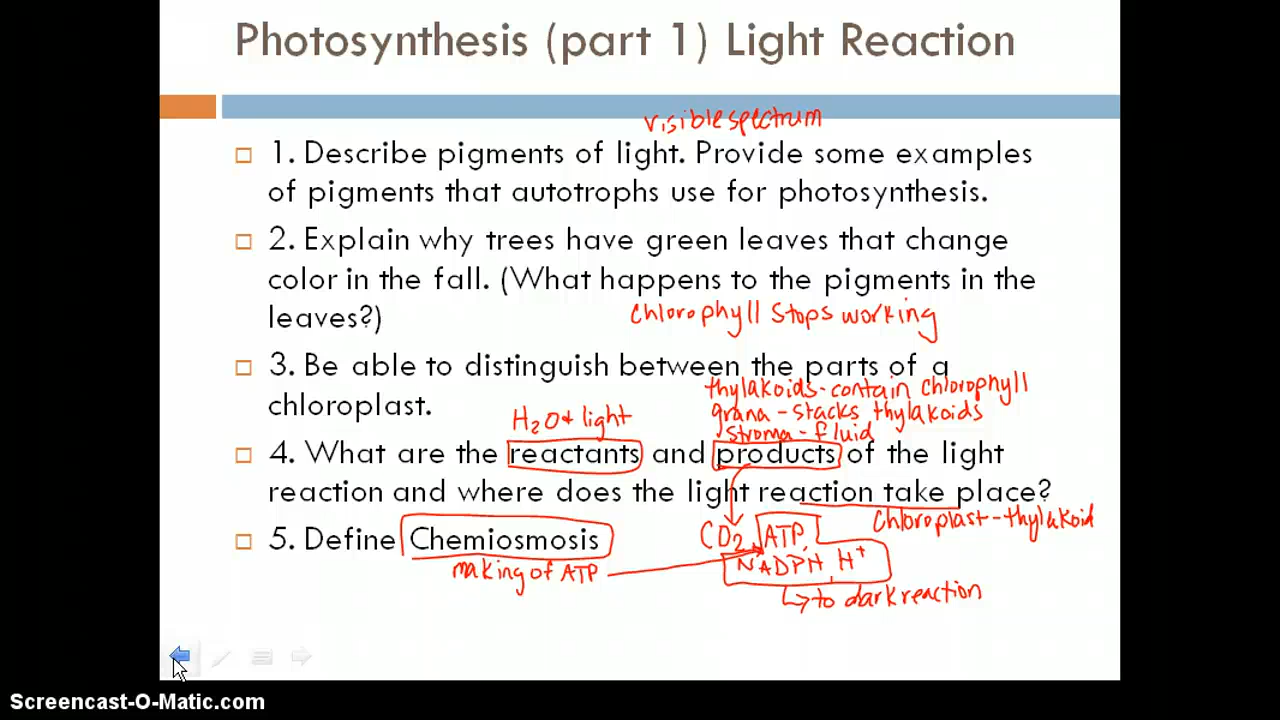 Photosynthesis (part 1) Light Reaction
visible spectrum
1. Describe pigments of light. Provide some examples
of pigments that autotrophs use for photosynthesis.
2. Explain why trees have green leaves that change
color in the fall. (What happens to the pigments in the
leaves?)
chlorophyll stops working
3. Be able to distinguish between the parts of a
chloroplast.
thylakoids-contain chlorophyll
grana-stacks thylakoids
stroma-fluid
H₂O & light
4. What are the reactants and products of the light
reaction and where does the light reaction take place?
Chloroplast-thylakoid
5. Define Chemiosmosis
making of ATP
CO₂, ATP,
NADPH, H⁺
to dark reaction
Screencast-O-Matic.com